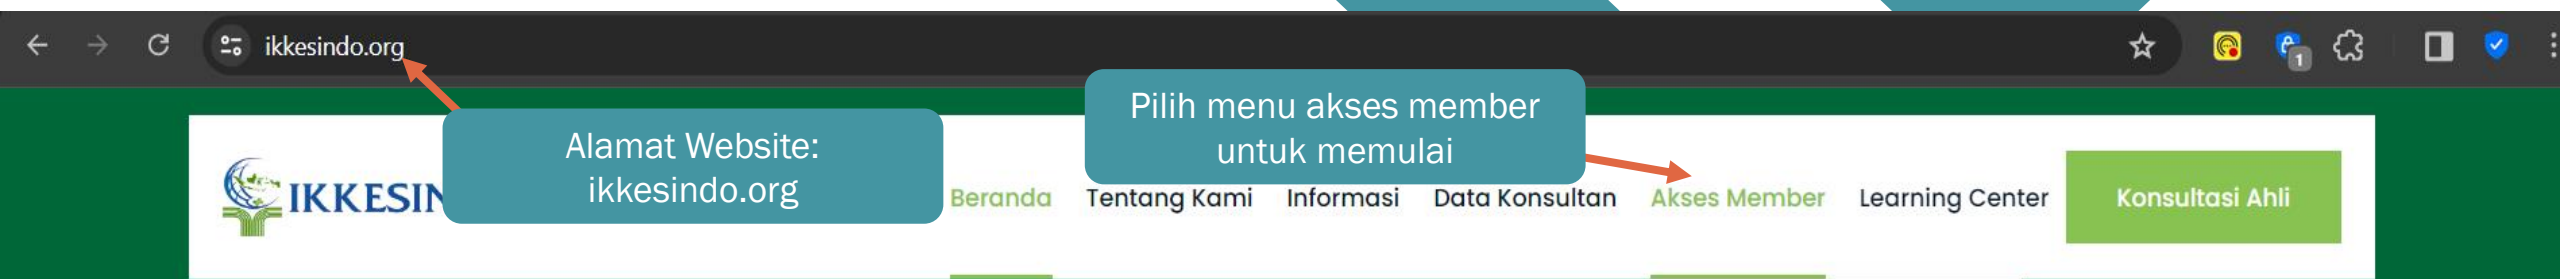 ikkesindo.org
1
Pilih menu akses member
untuk memulai
Alamat Website:
ikkesindo.org
IKKESIN
Beranda Tentang Kami Informasi Data Konsultan Akses Member Learning Center Konsultasi Ahli